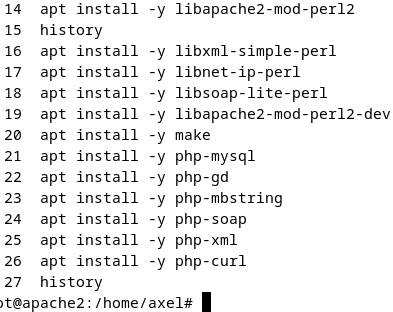 14 apt install -y libapache2-mod-perl2
15 history
16 apt install -y libxml-simple-perl
17 apt install -y libnet-ip-perl
18 apt install -y libsoap-lite-perl
19 apt install -y libapache2-mod-perl2-dev
20 apt install -y make
21 apt install -y php-mysql
22 apt install -y php-gd
23 apt install -y php-mbstring
24 apt install -y php-soap
25 apt install -y php-xml
26 apt install -y php-curl
27 history
ot@apache2:/home/axel#